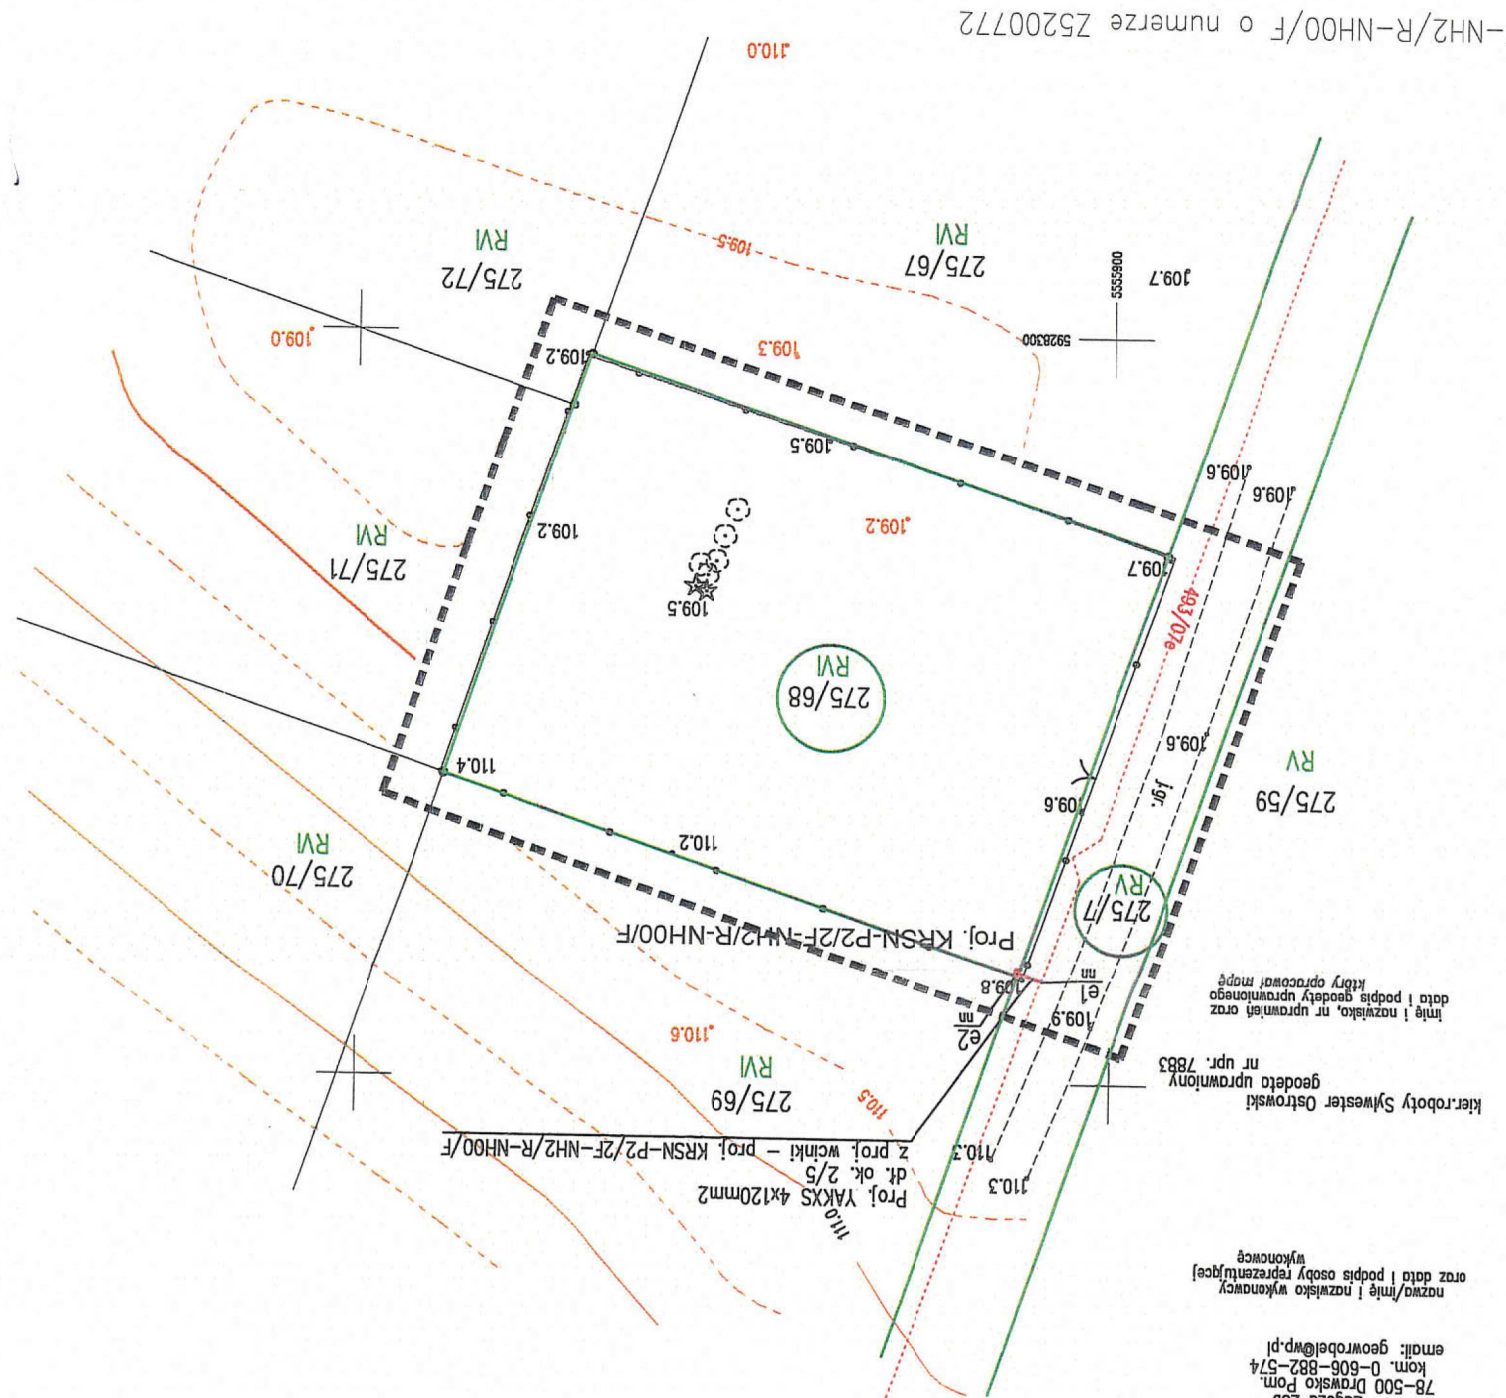 78-500 Drawsko Pom.
kom. 0-606-882-574
email: geowrobel@wp.pl
nazwa/imię i nazwisko wykonawcy
oraz data i podpis osoby reprezentującej
wykonawcę
111.0
Proj. YAKXS 4x120mm2
dł. ok. 2/5
z proj. wcinki – proj. KRSN-P2/2F-NH2/R-NH00/F
110.3
110.3
kier.roboty Sylwester Ostrowski
geodeta uprawniony
nr upr. 7883
110.5
275/69
RVI
110.6
imię i nazwisko, nr uprawnień oraz
data i podpis geodety uprawnionego
który opracował mapę
109.9
e2
nn
e1
nn
109.8
Proj. KRSN-P2/2F-NH2/R-NH00/F
275/77
RV
275/70
RVI
110.2
109.6
275/59
RV
j.gr.
110.4
109.6
275/68
RVI
493/07e
109.5
109.7
275/71
RVI
109.2
109.2
109.6
109.6
109.5
109.2
109.3
109.0
5928300
5555900
109.7
275/72
RVI
275/67
RVI
109.5
110.0
-NH2/R-NH00/F o numerze Z5200772